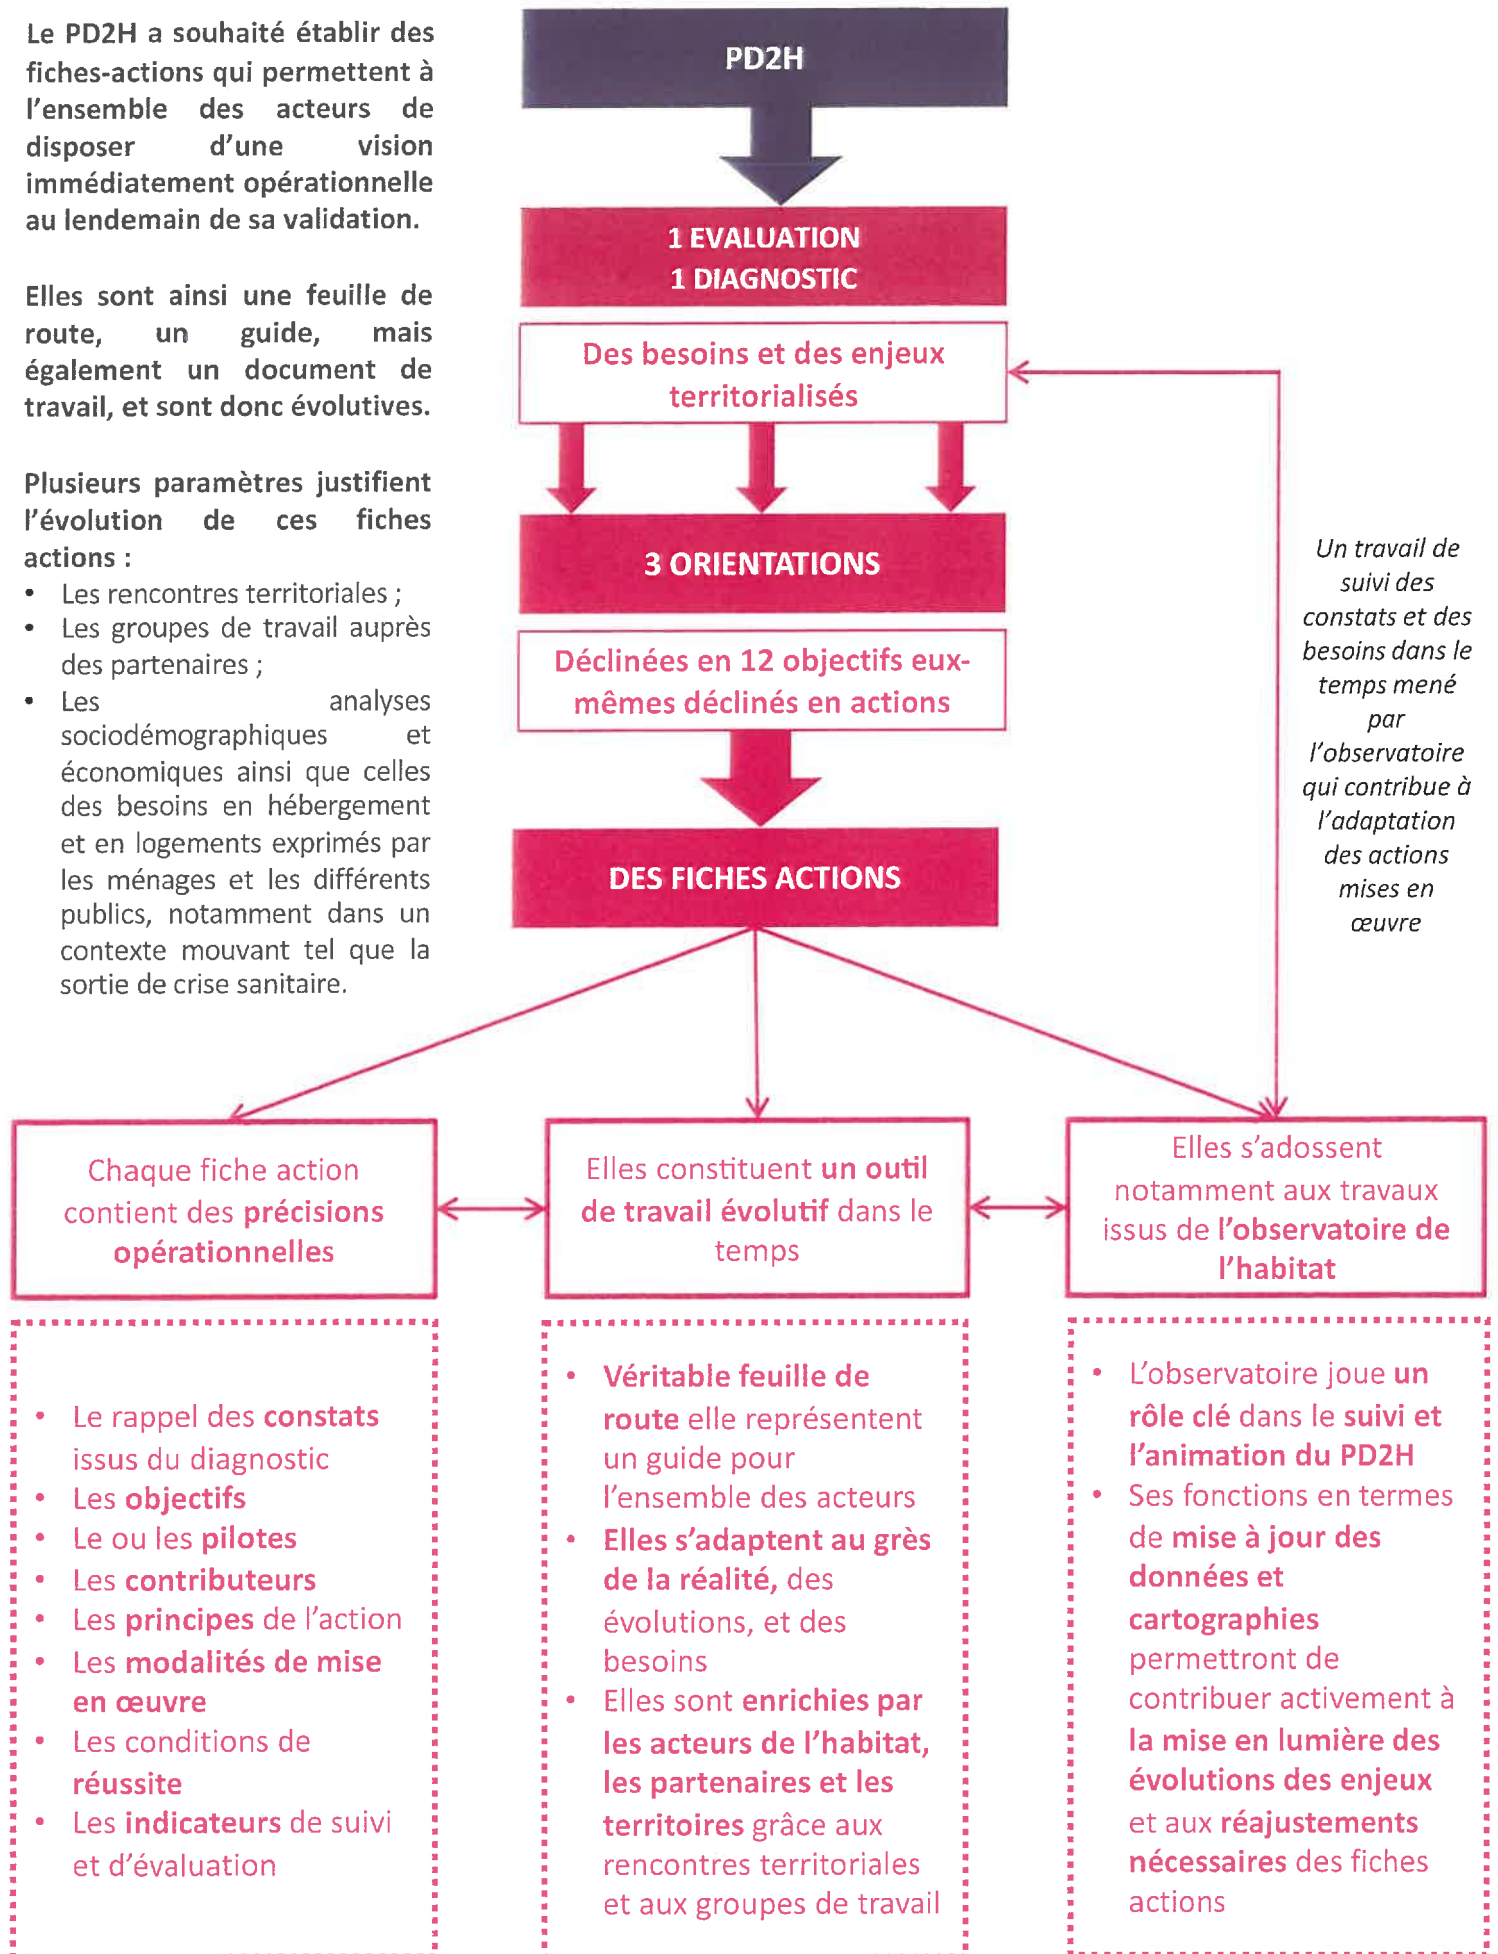 Le PD2H a souhaité établir des
fiches-actions qui permettent à
l'ensemble des acteurs de
disposer d'une vision
immédiatement opérationnelle
au lendemain de sa validation.
Elles sont ainsi une feuille de
route, un guide, mais
également un document de
travail, et sont donc évolutives.
Plusieurs paramètres justifient
l'évolution de ces fiches
actions :
• Les rencontres territoriales ;
• Les groupes de travail auprès
des partenaires ;
• Les analyses
sociodémographiques et
économiques ainsi que celles
des besoins en hébergement
et en logements exprimés par
les ménages et les différents
publics, notamment dans un
contexte mouvant tel que la
sortie de crise sanitaire.
PD2H
1 EVALUATION
1 DIAGNOSTIC
Des besoins et des enjeux
territorialisés
3 ORIENTATIONS
Déclinées en 12 objectifs eux-
mêmes déclinés en actions
DES FICHES ACTIONS
Un travail de
suivi des
constats et des
besoins dans le
temps mené
par
l'observatoire
qui contribue à
l'adaptation
des actions
mises en
œuvre
Chaque fiche action
contient des précisions
opérationnelles
Elles constituent un outil
de travail évolutif dans le
temps
Elles s'adossent
notamment aux travaux
issus de l'observatoire de
l'habitat
• Le rappel des constats
issus du diagnostic
• Les objectifs
• Le ou les pilotes
• Les contributeurs
• Les principes de l'action
• Les modalités de mise
en œuvre
• Les conditions de
réussite
• Les indicateurs de suivi
et d'évaluation
• Véritable feuille de
route elle représentent
un guide pour
l'ensemble des acteurs
• Elles s'adaptent au grès
de la réalité, des
évolutions, et des
besoins
• Elles sont enrichies par
les acteurs de l'habitat,
les partenaires et les
territoires grâce aux
rencontres territoriales
et aux groupes de travail
• L'observatoire joue un
rôle clé dans le suivi et
l'animation du PD2H
• Ses fonctions en termes
de mise à jour des
données et
cartographies
permettront de
contribuer activement à
la mise en lumière des
évolutions des enjeux
et aux réajustements
nécessaires des fiches
actions